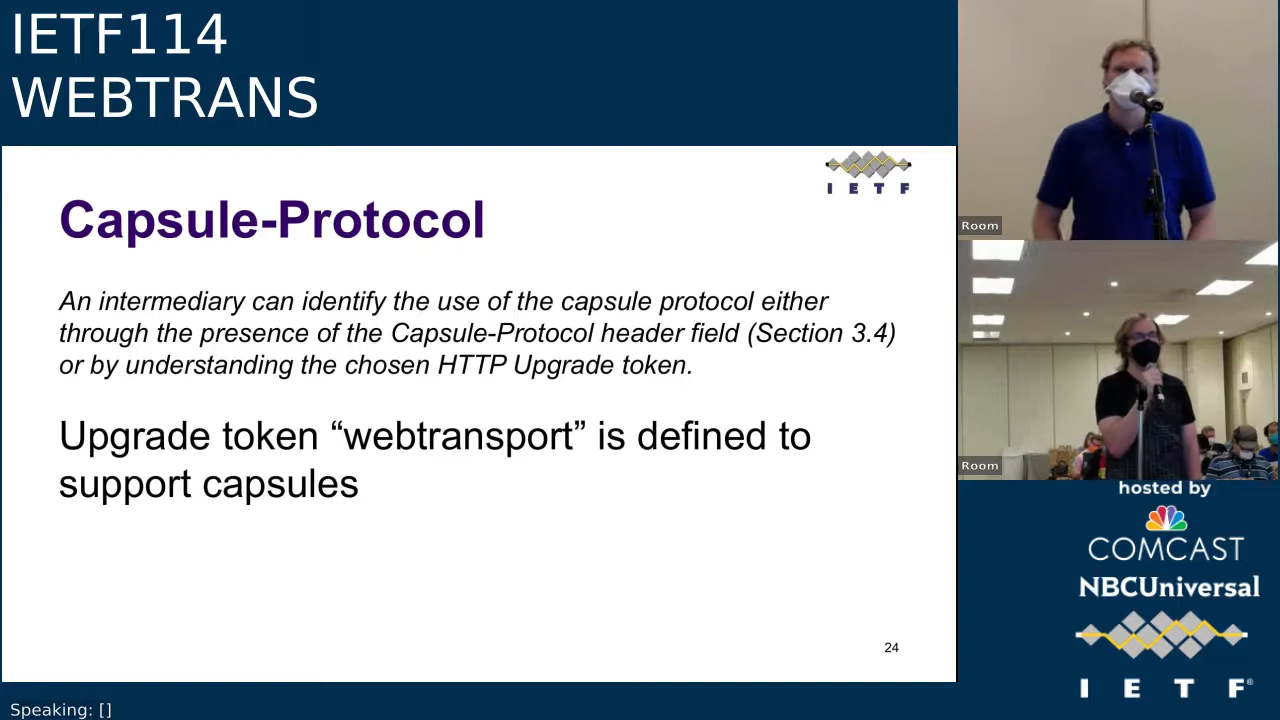 IETF114
WEBTRANS
I E T F
Capsule-Protocol
An intermediary can identify the use of the capsule protocol either
through the presence of the Capsule-Protocol header field (Section 3.4)
or by understanding the chosen HTTP Upgrade token.
Upgrade token “webtransport” is defined to
support capsules
24
Room
Room
hosted by
COMCAST
NBCUniversal
I E T F®
Speaking: []